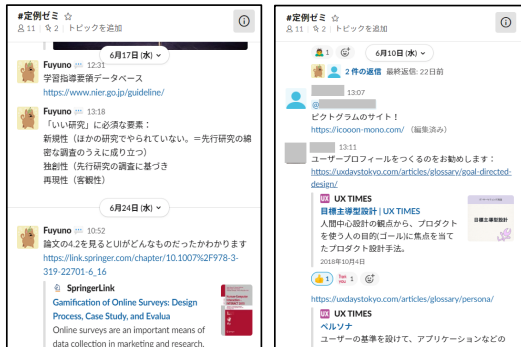 #定例ゼミ ☆
11 | 2 | トピックを追加
6月17日 (水)
Fuyuno 12:31
学習指導要領データベース
https://www.nier.go.jp/guideline/
Fuyuno 13:18
「いい研究」に必須な要素：
新規性（ほかの研究でやられていない。＝先行研究の綿
密な調査のうえに成り立つ）
独創性（先行研究の調査に基づき
再現性（客観性）
6月24日 (水)
Fuyuno 10:52
論文の4.2を見るとUIがどんなものだったかわかります
https://link.springer.com/chapter/10.1007%2F978-3-
319-22701-6_16
SpringerLink
Gamification of Online Surveys: Design
Process, Case Study, and Evalua
Online surveys are an important means of
data collection in marketing and research.
#定例ゼミ ☆
11 | 2 | トピックを追加
1
6月10日 (水)
2 件の返信 最終返信: 22日前
13:07
@
ピクトグラムのサイト！
https://icooon-mono.com/ （編集済み）
13:11
ユーザープロフィールをつくるのをお勧めします：
https://uxdaystokyo.com/articles/glossary/goal-directed-
design/
UX TIMES
目標主導型設計 | UX TIMES
人間中心設計の観点から、プロダクト
を使う人の目的(ゴール)に焦点を当て
たプロダクト設計手法。
2018年10月4日
目標主導型設計
1 1
https://uxdaystokyo.com/articles/glossary/persona/
UX TIMES
ペルソナ
ユーザーの基準を設けて、アプリケーションなどの